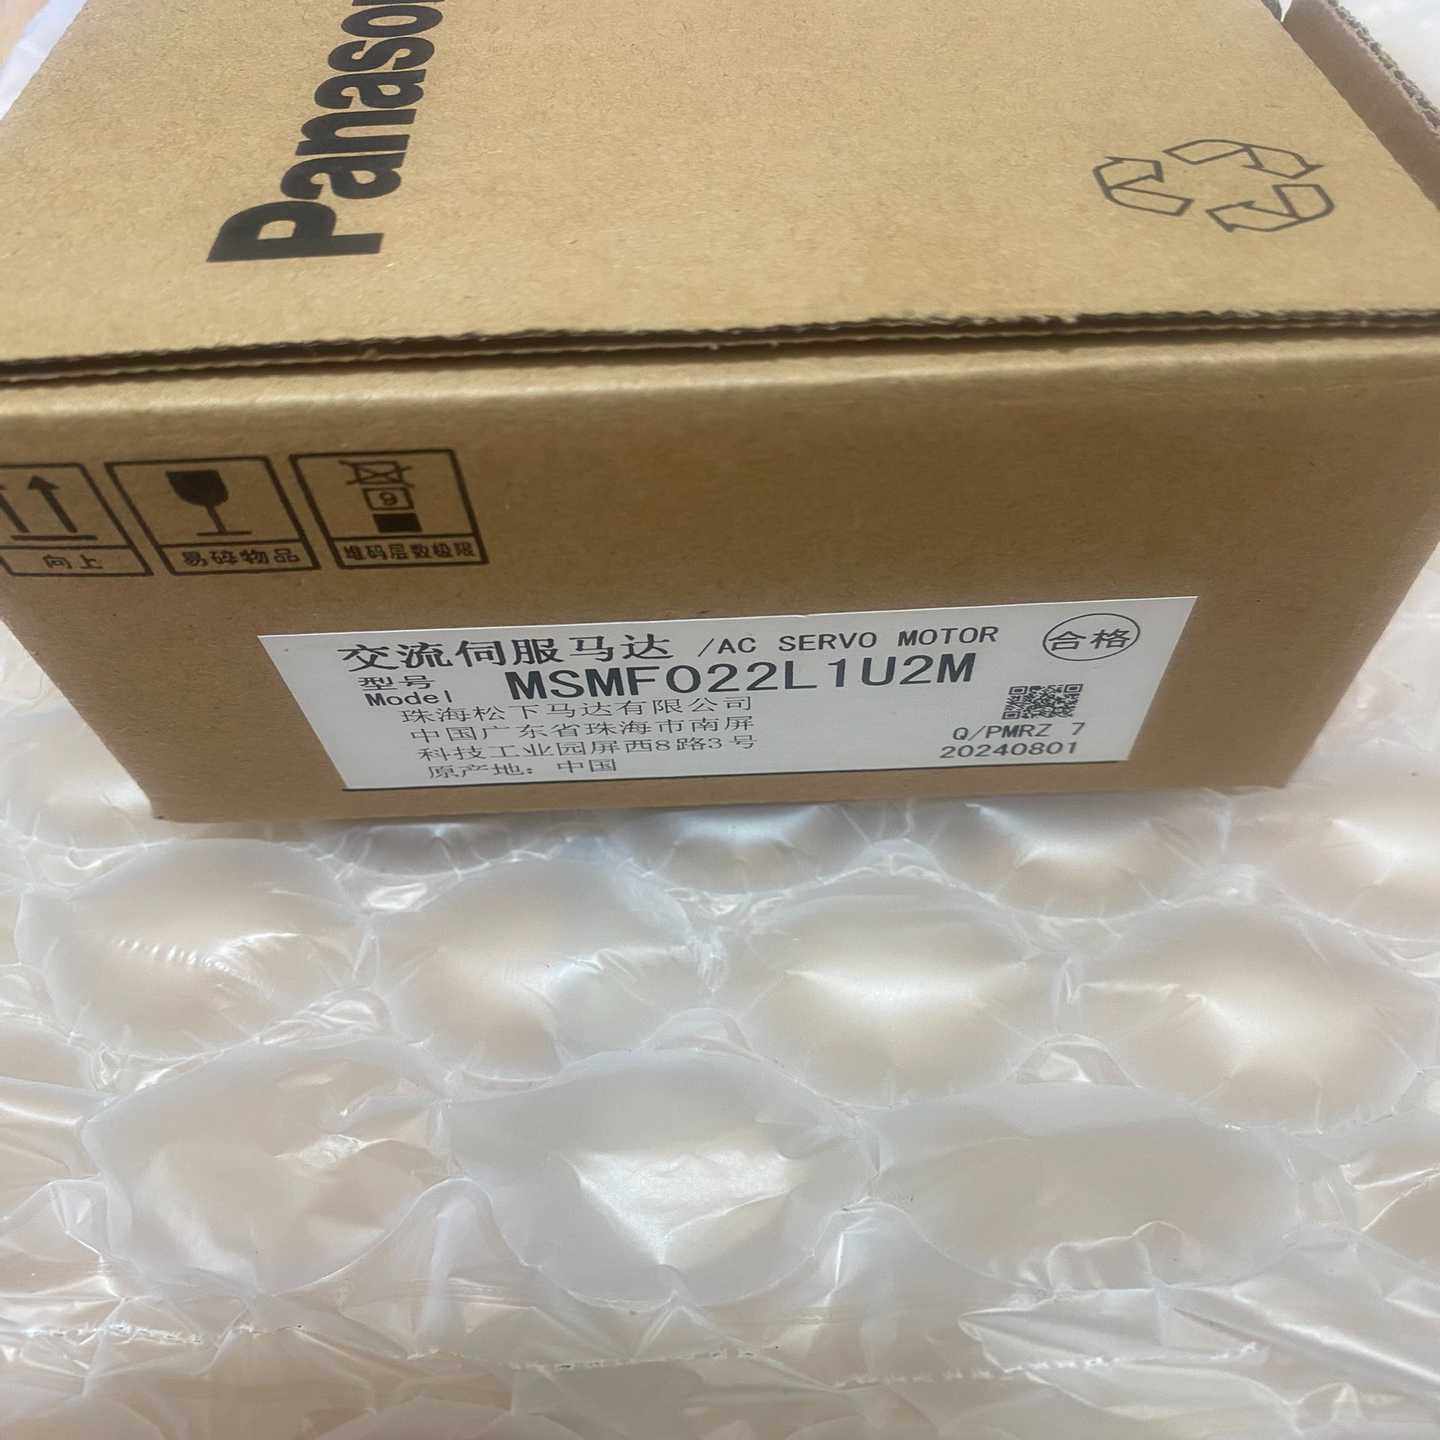 Panaso
向上
易碎物品
9
堆码层数极限
交流伺服马达 /AC SERVO MOTOR
合格
型号
Model
MSMF022L1U2M
珠海松下马达有限公司
中国广东省珠海市南屏
科技工业园屏西8路3号
原产地：中国
Q/PMRZ 7
20240801